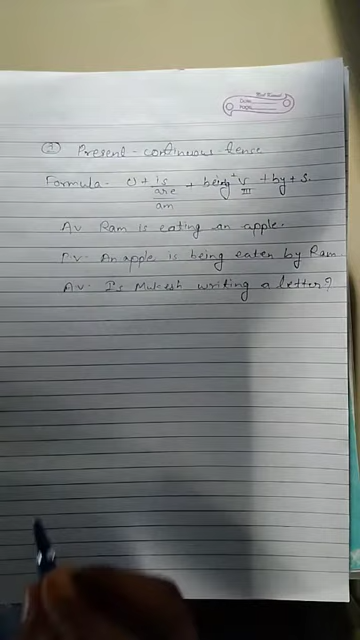 ① Present-continuous tense
Formula- O + is/are/am + being + V III + by + S.
AV Ram is eating an apple.
PV- An apple is being eaten by Ram.
AV- Is Mukesh writing a letter?